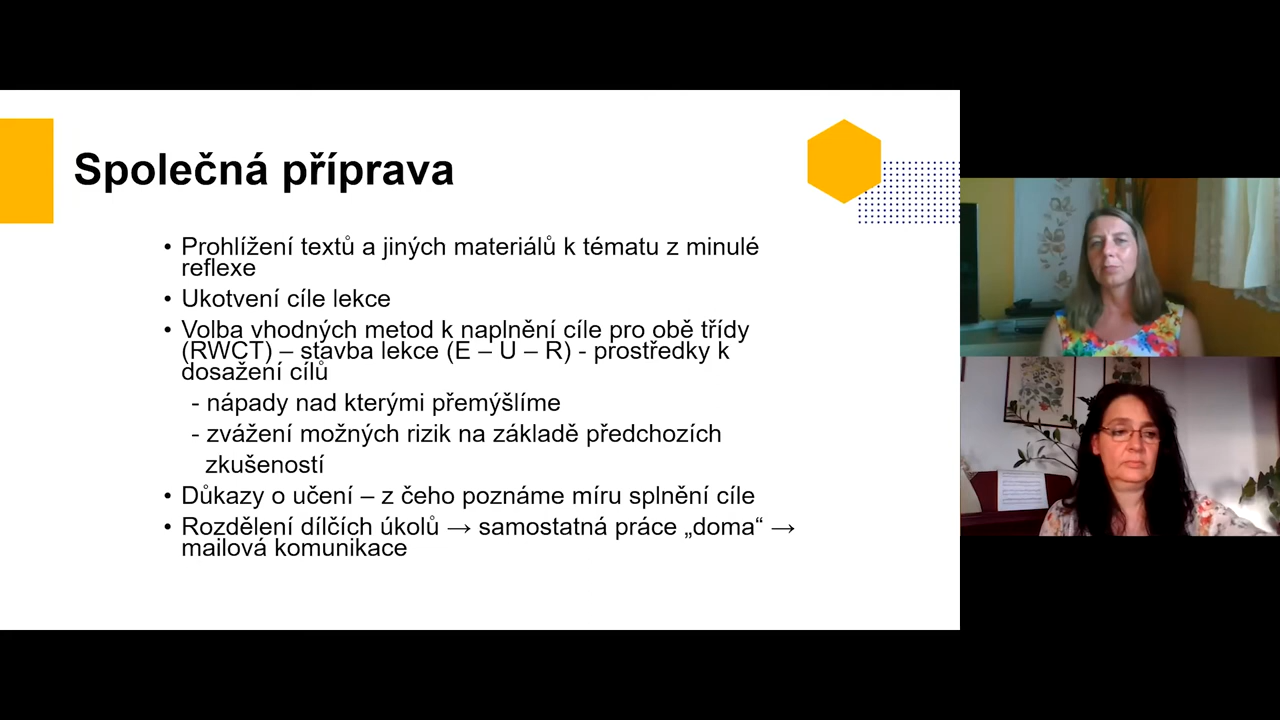 Společná příprava
• Prohlížení textů a jiných materiálů k tématu z minulé
reflexe
• Ukotvení cíle lekce
• Volba vhodných metod k naplnění cíle pro obě třídy
(RWCT) – stavba lekce (E – U – R) - prostředky k
dosažení cílů
- nápady nad kterými přemýšlíme
- zvážení možných rizik na základě předchozích
zkušeností
• Důkazy o učení – z čeho poznáme míru splnění cíle
• Rozdělení dílčích úkolů → samostatná práce „doma“ →
mailová komunikace